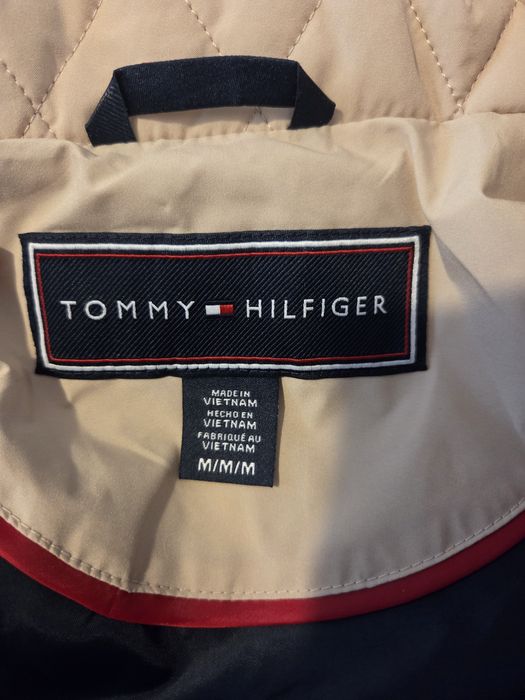 TOMMY HILFIGER
MADE IN
VIETNAM
HECHO EN
VIETNAM
FABRIQUÉ AU
VIETNAM
M/M/M